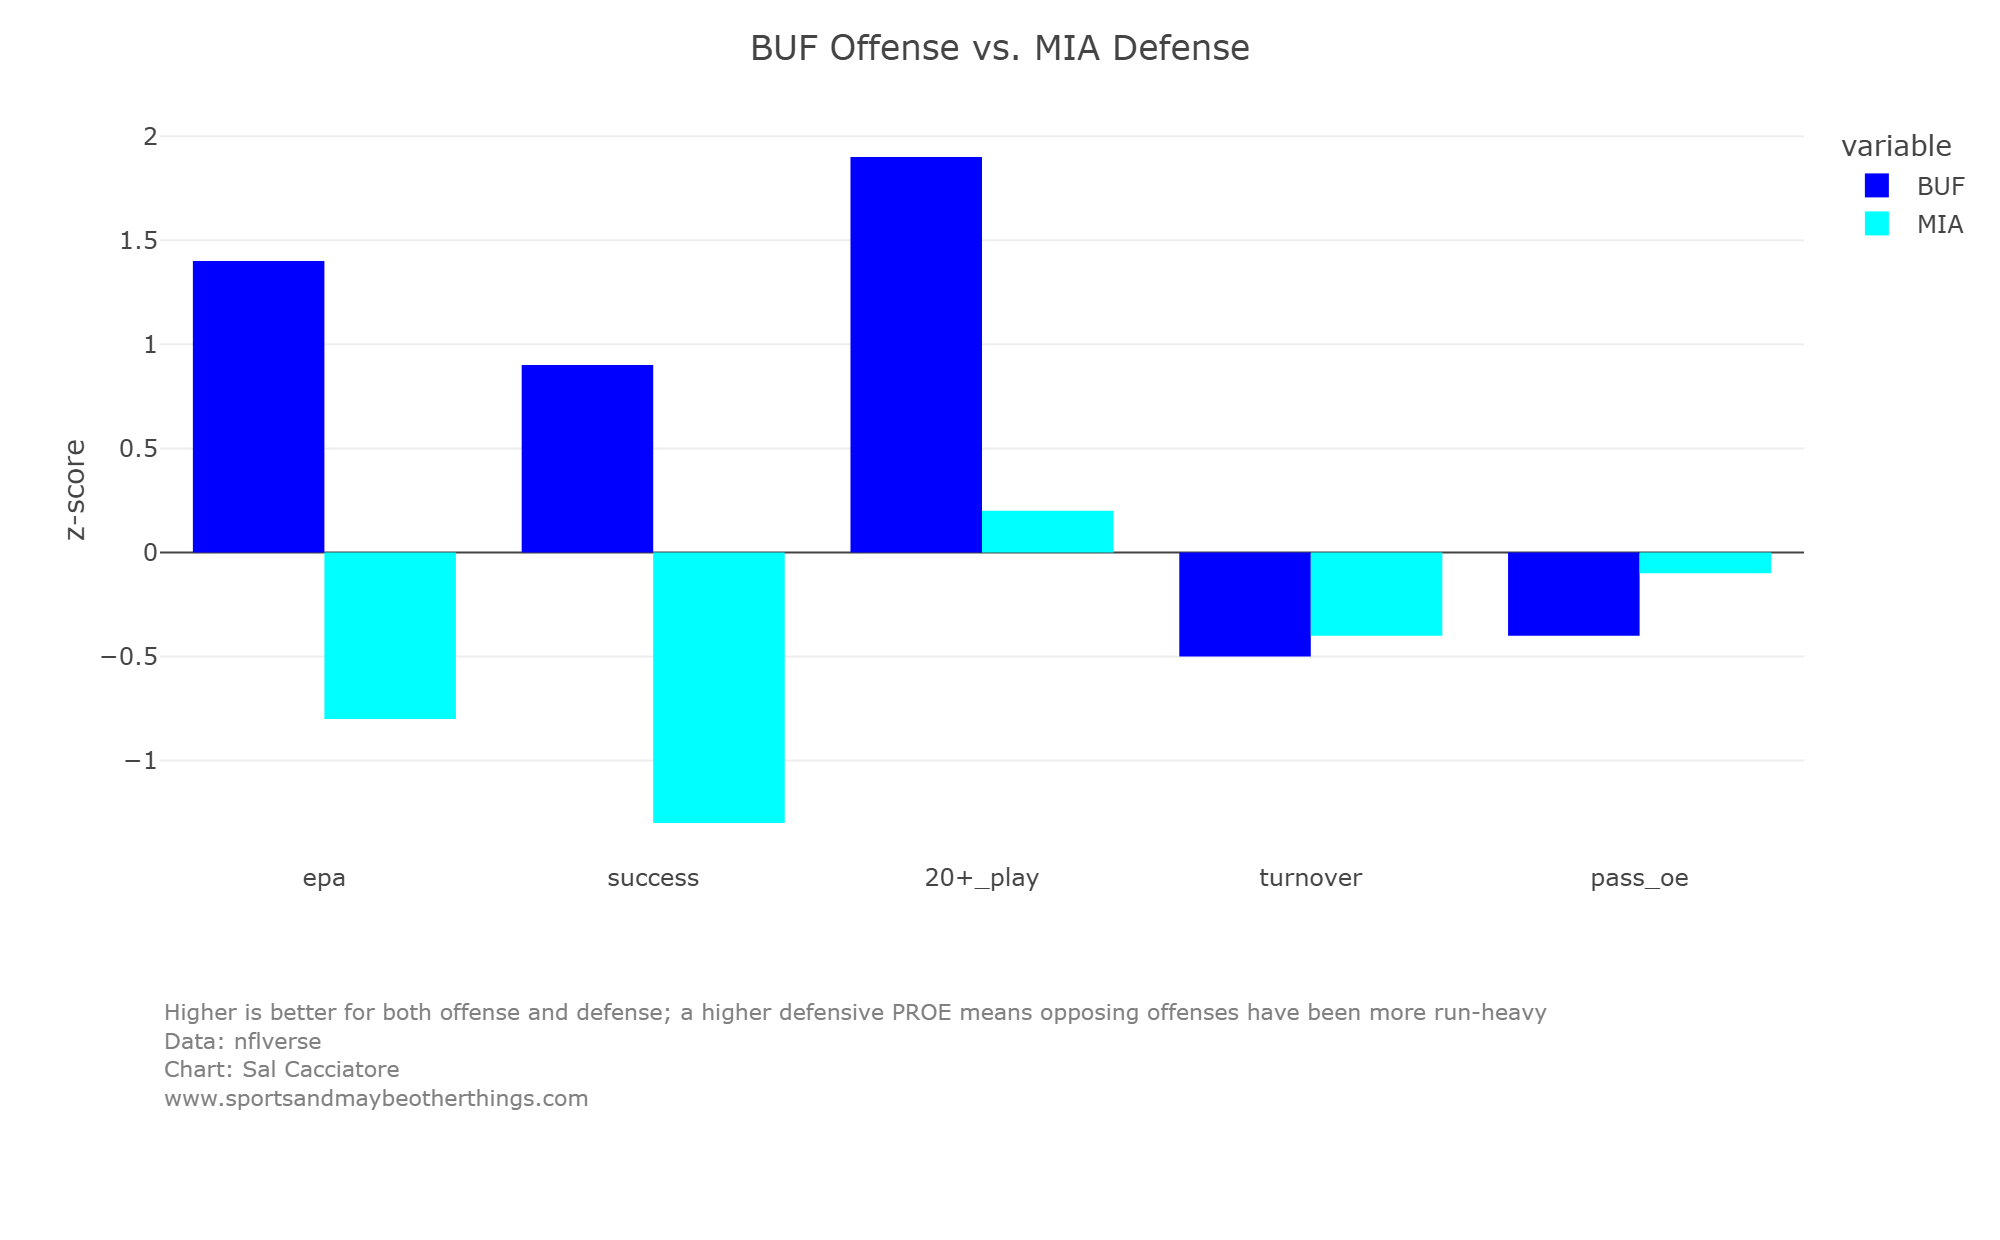 BUF Offense vs. MIA Defense
2
1.5
1
0.5
0
−0.5
−1
z-score
epa
success
20+_play
turnover
pass_oe
variable
BUF
MIA
Higher is better for both offense and defense; a higher defensive PROE means opposing offenses have been more run-heavy
Data: nflverse
Chart: Sal Cacciatore
www.sportsandmaybeotherthings.com